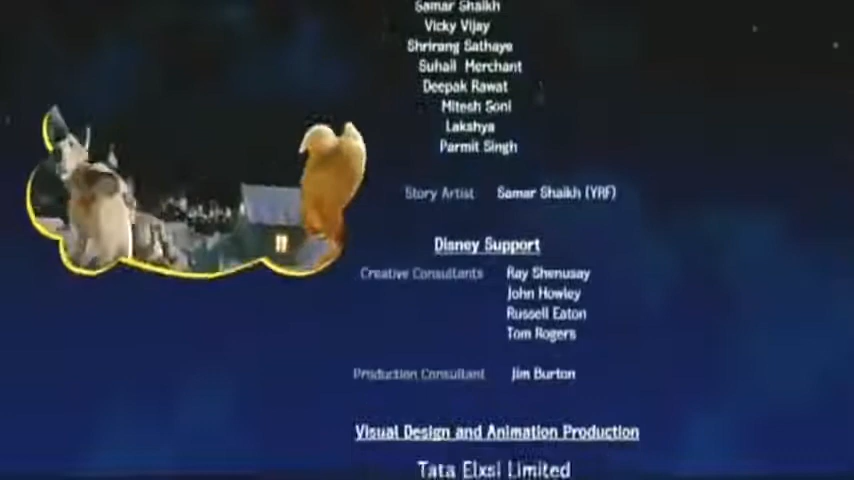 Samar Shaikh
Vicky Vijay
Shrirang Sathaye
Suhail Merchant
Deepak Rawat
Mitesh Soni
Lakshya
Parmit Singh
Story Artist Samar Shaikh (YRF)
Disney Support
Creative Consultants Ray Shenusay
John Howley
Russell Eaton
Tom Rogers
Production Consultant Jim Burton
Visual Design and Animation Production
Tata Elxsi Limited